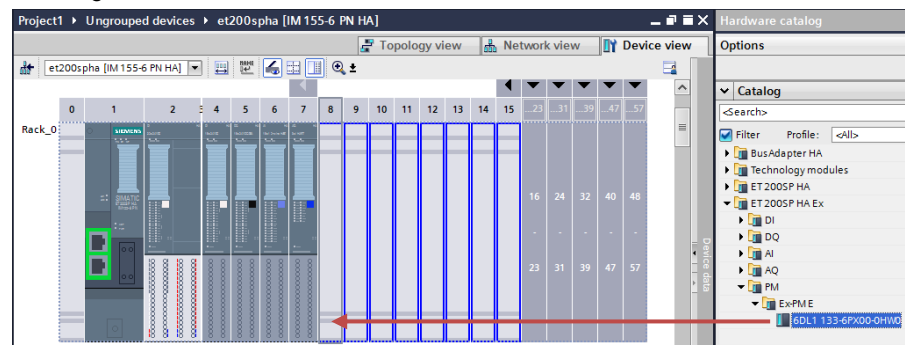 Project1 ▸ Ungrouped devices ▸ et200spha [IM 155-6 PN HA]
Topology view
Network view
Device view
et200spha [IM 155-6 PN HA]
0 1 2 4 5 6 7 8 9 10 11 12 13 14 15 ...23 ...31 ...39 ...47 ...57
Rack_0
SIEMENS
SIMATIC
16 24 32 40 48
- - - - -
23 31 39 47 57
Device data
Hardware catalog
Options
Catalog
<Search>
Filter Profile: <All>
BusAdapter HA
Technology modules
ET 200SP HA
ET 200SP HA Ex
DI
DQ
AI
AQ
PM
Ex-PM E
6DL1 133-6PX00-0HW0